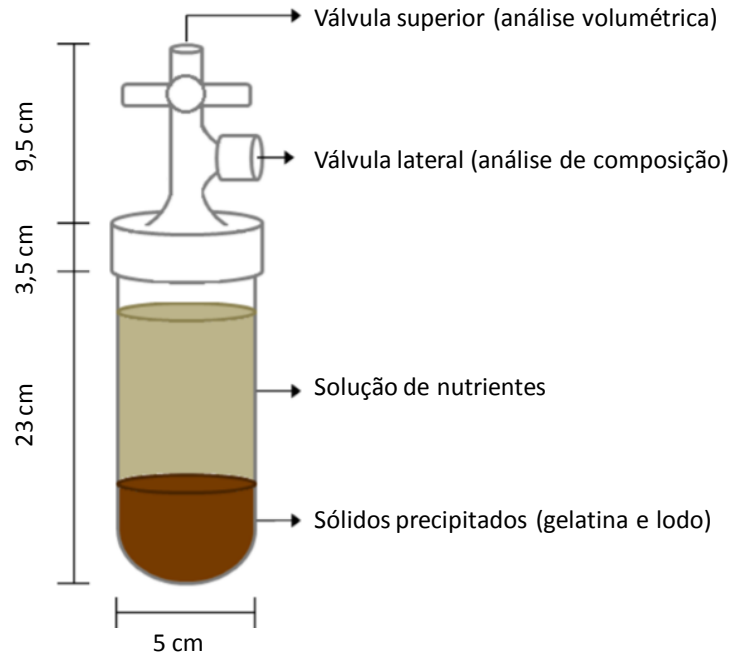 Válvula superior (análise volumétrica)
9,5 cm
Válvula lateral (análise de composição)
3,5 cm
23 cm
Solução de nutrientes
Sólidos precipitados (gelatina e lodo)
5 cm